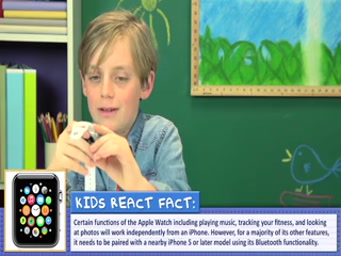 KIDS REACT FACT:
Certain functions of the Apple Watch including playing music, tracking your fitness, and looking
at photos will work independently from an iPhone. However, for a majority of its other features,
it needs to be paired with a nearby iPhone 5 or later model using its Bluetooth functionality.